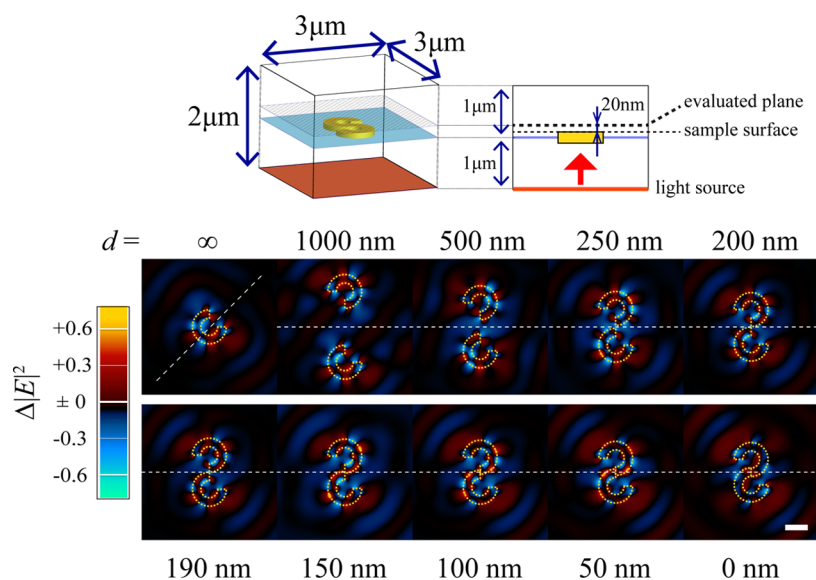 3μm
3μm
2μm
1μm
20nm
evaluated plane
sample surface
1μm
light source
d = ∞ 1000 nm 500 nm 250 nm 200 nm
Δ|E|²
+0.6
+0.3
± 0
-0.3
-0.6
190 nm 150 nm 100 nm 50 nm 0 nm